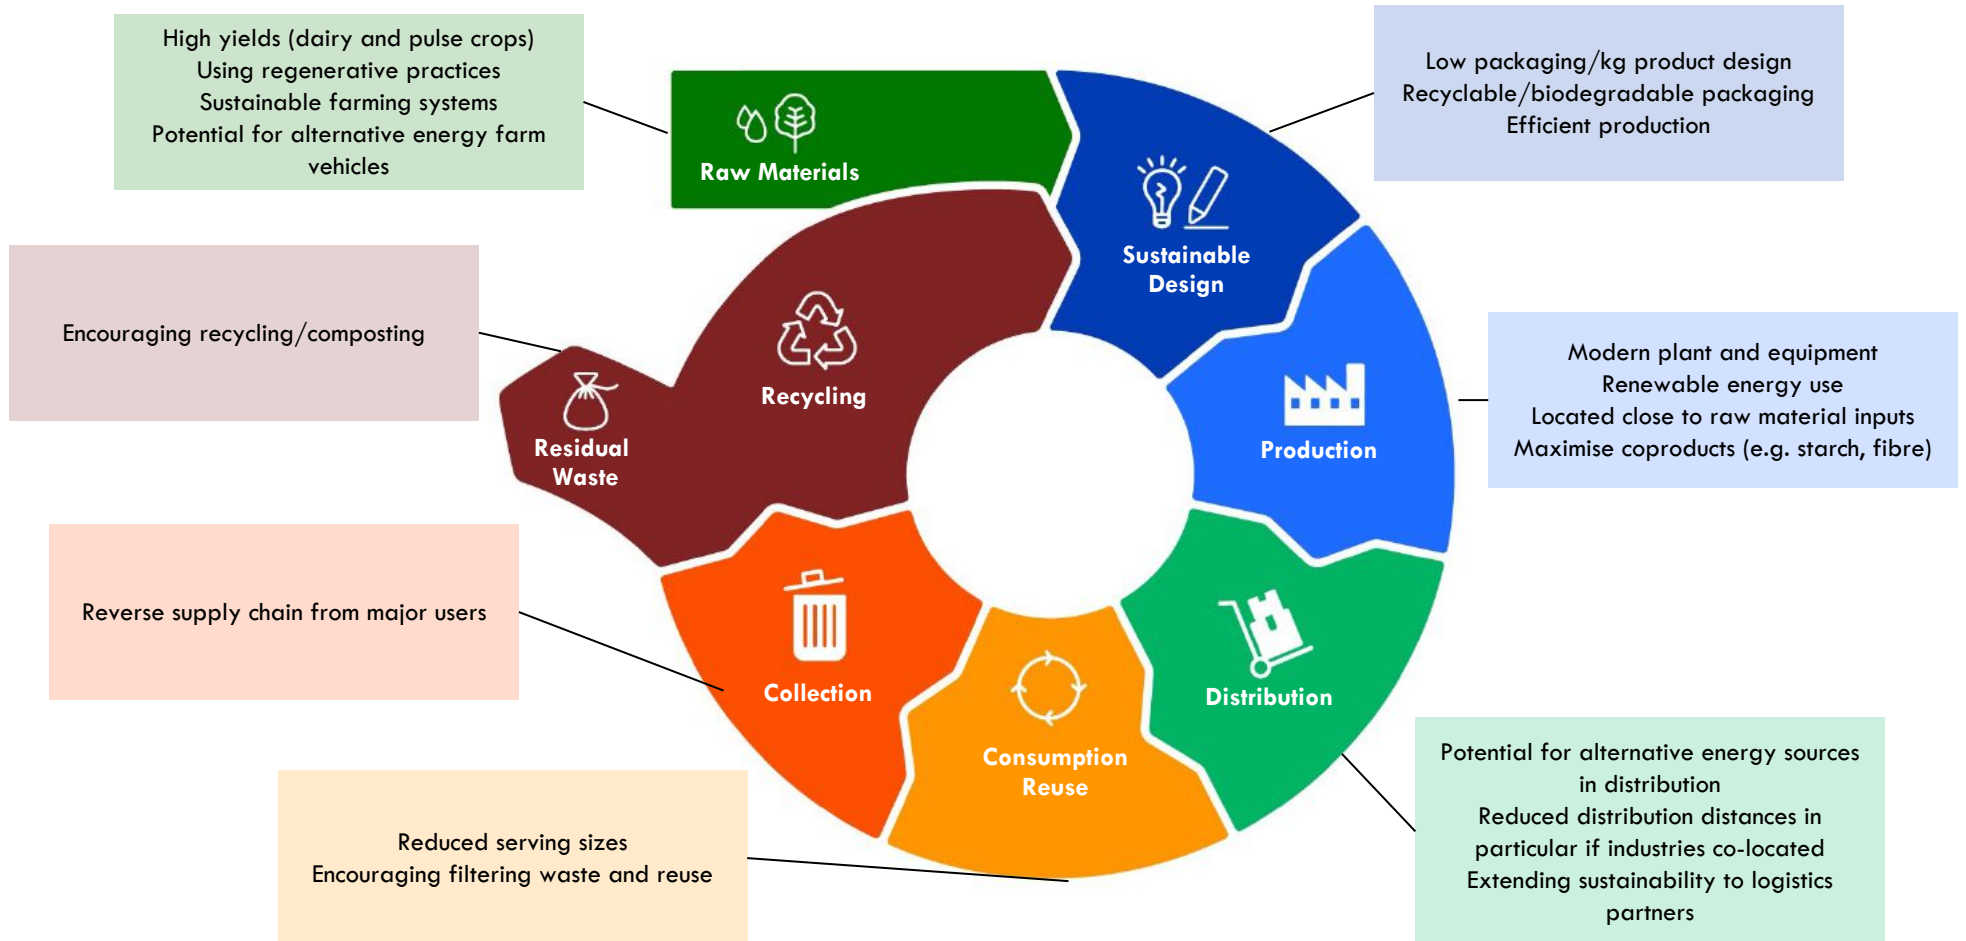 High yields (dairy and pulse crops)
Using regenerative practices
Sustainable farming systems
Potential for alternative energy farm
vehicles
Raw Materials
Low packaging/kg product design
Recyclable/biodegradable packaging
Efficient production
Sustainable
Design
Encouraging recycling/composting
Recycling
Residual
Waste
Production
Modern plant and equipment
Renewable energy use
Located close to raw material inputs
Maximise coproducts (e.g. starch, fibre)
Reverse supply chain from major users
Collection
Consumption
Reuse
Distribution
Reduced serving sizes
Encouraging filtering waste and reuse
Potential for alternative energy sources
in distribution
Reduced distribution distances in
particular if industries co-located
Extending sustainability to logistics
partners